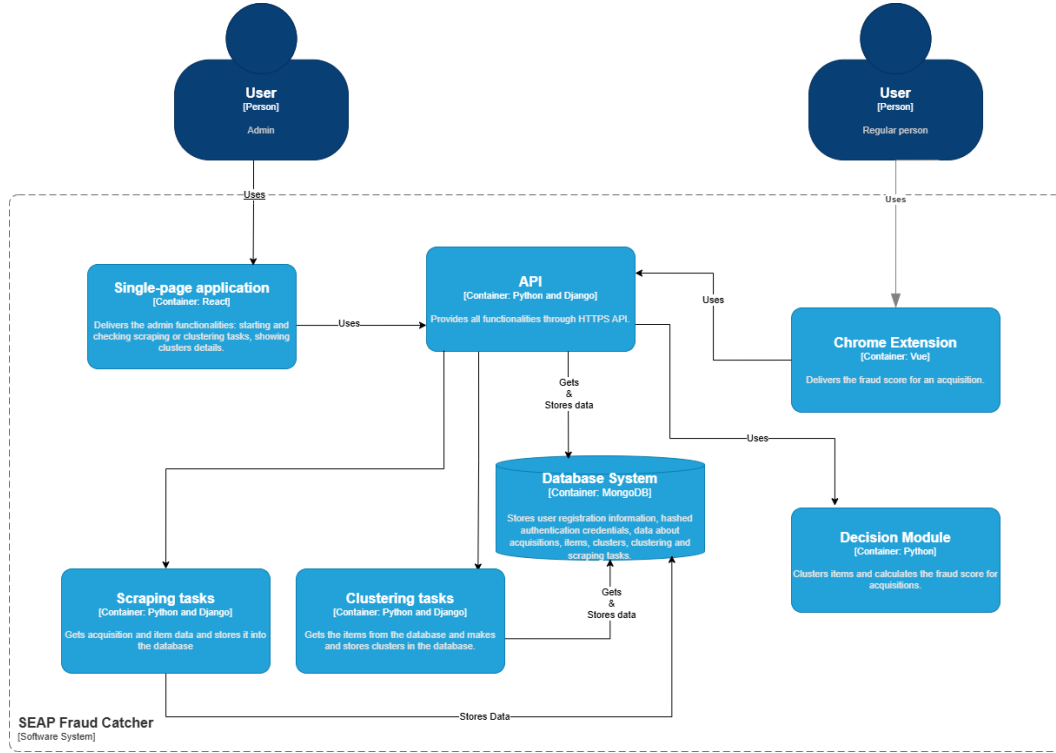 User
[Person]
Admin
User
[Person]
Regular person
Uses
Uses
Single-page application
[Container: React]
Delivers the admin functionalities: starting and
checking scraping or clustering tasks, showing
clusters details.
Uses
API
[Container: Python and Django]
Provides all functionalities through HTTPS API.
Uses
Chrome Extension
[Container: Vue]
Delivers the fraud score for an acquisition.
Gets
&
Stores data
Uses
Database System
[Container: MongoDB]
Stores user registration information, hashed
authentication credentials, data about
acquisitions, items, clusters, clustering and
scraping tasks.
Decision Module
[Container: Python]
Clusters items and calculates the fraud score for
acquisitions.
Scraping tasks
[Container: Python and Django]
Gets acquisition and item data and stores it into
the database
Clustering tasks
[Container: Python and Django]
Gets the items from the database and makes
and stores clusters in the database.
Gets
&
Stores data
Stores Data
SEAP Fraud Catcher
[Software System]